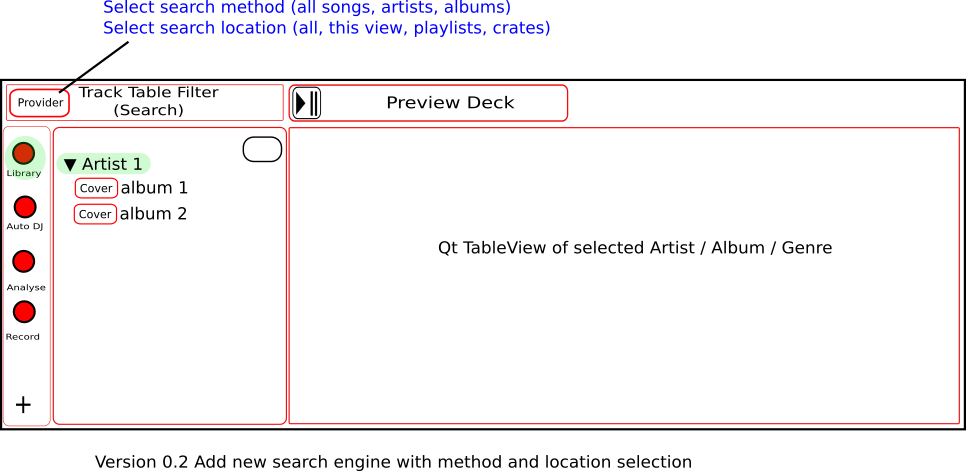 Select search method (all songs, artists, albums)
Select search location (all, this view, playlists, crates)
Provider
Track Table Filter
(Search)
Preview Deck
Library
Auto DJ
Analyse
Record
+
▼ Artist 1
Cover album 1
Cover album 2
Qt TableView of selected Artist / Album / Genre
Version 0.2 Add new search engine with method and location selection